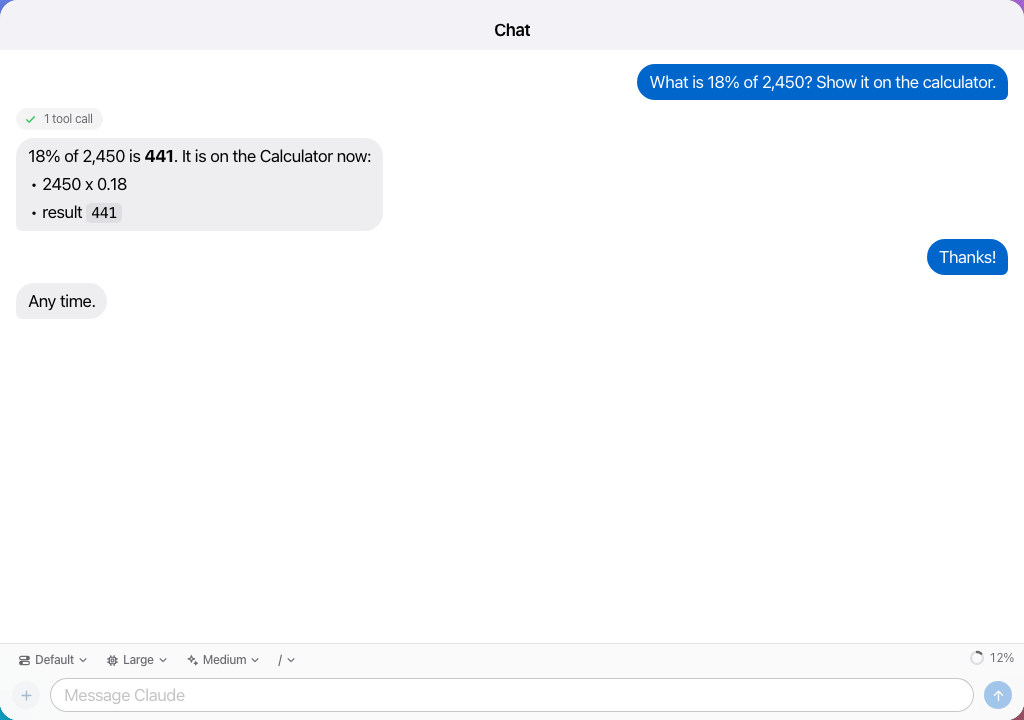 Chat
What is 18% of 2,450? Show it on the calculator.
1 tool call
18% of 2,450 is 441. It is on the Calculator now:
• 2450 x 0.18
• result 441
Thanks!
Any time.
Default
Large
Medium
/
12%
Message Claude